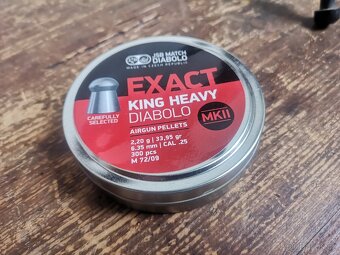 JSB MATCH
DIABOLO
MADE IN CZECH REPUBLIC
EXACT
KING HEAVY
DIABOLO
MKII
AIRGUN PELLETS
CAREFULLY
SELECTED
2,20 g | 33,95 gr
6,35 mm | CAL .25
300 pcs
M 72/09